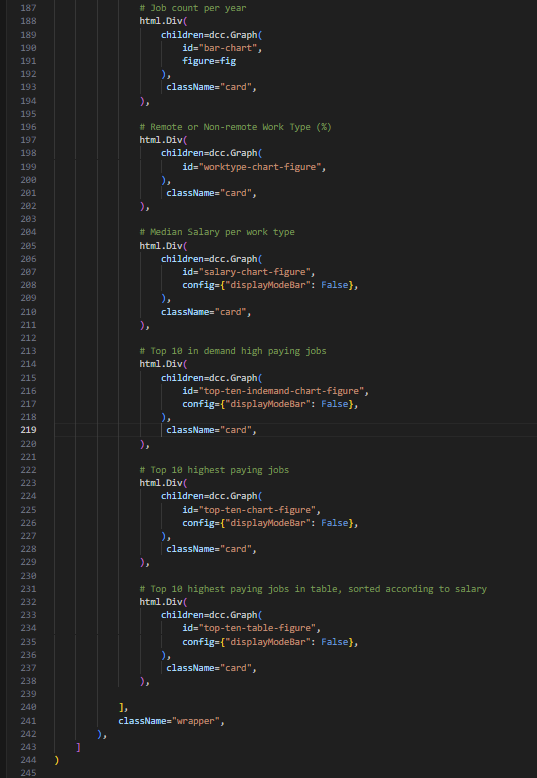 187 # Job count per year
188 html.Div(
189 children=dcc.Graph(
190 id="bar-chart",
191 figure=fig
192 ),
193 className="card",
194 ),
195
196 # Remote or Non-remote Work Type (%)
197 html.Div(
198 children=dcc.Graph(
199 id="worktype-chart-figure",
200 ),
201 className="card",
202 ),
203
204 # Median Salary per work type
205 html.Div(
206 children=dcc.Graph(
207 id="salary-chart-figure",
208 config={"displayModeBar": False},
209 ),
210 className="card",
211 ),
212
213 # Top 10 in demand high paying jobs
214 html.Div(
215 children=dcc.Graph(
216 id="top-ten-indemand-chart-figure",
217 config={"displayModeBar": False},
218 ),
219 className="card",
220 ),
221
222 # Top 10 highest paying jobs
223 html.Div(
224 children=dcc.Graph(
225 id="top-ten-chart-figure",
226 config={"displayModeBar": False},
227 ),
228 className="card",
229 ),
230
231 # Top 10 highest paying jobs in table, sorted according to salary
232 html.Div(
233 children=dcc.Graph(
234 id="top-ten-table-figure",
235 config={"displayModeBar": False},
236 ),
237 className="card",
238 ),
239
240 ],
241 className="wrapper",
242 ),
243 ]
244 )
245